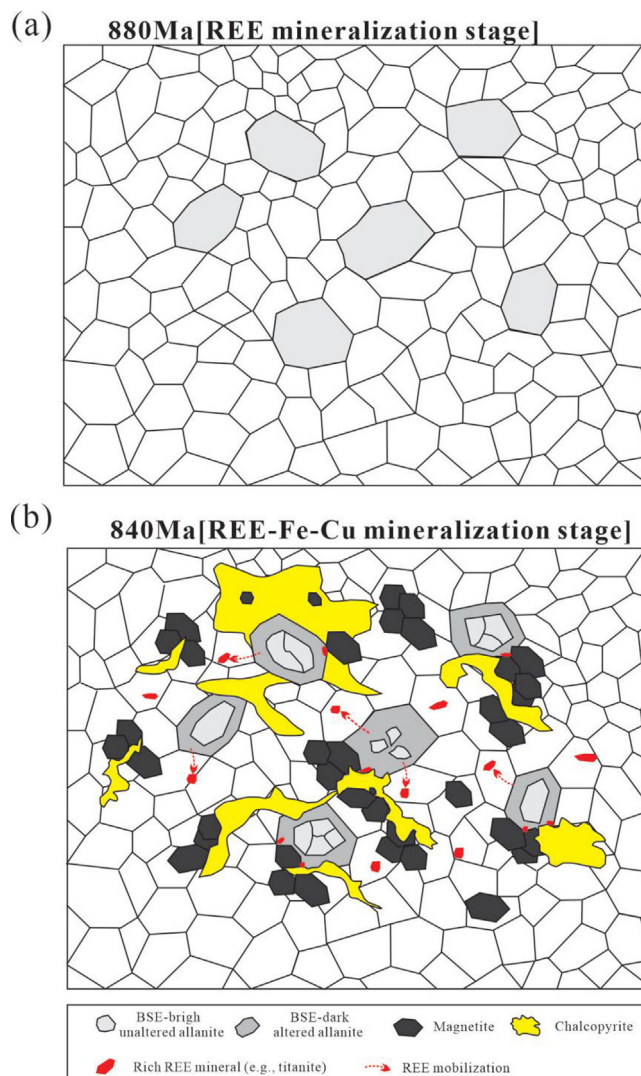 (a)
880Ma[REE mineralization stage]
(b)
840Ma[REE-Fe-Cu mineralization stage]
BSE-brigh
unaltered allanite
BSE-dark
altered allanite
Magnetite
Chalcopyrite
Rich REE mineral (e.g., titanite)
REE mobilization